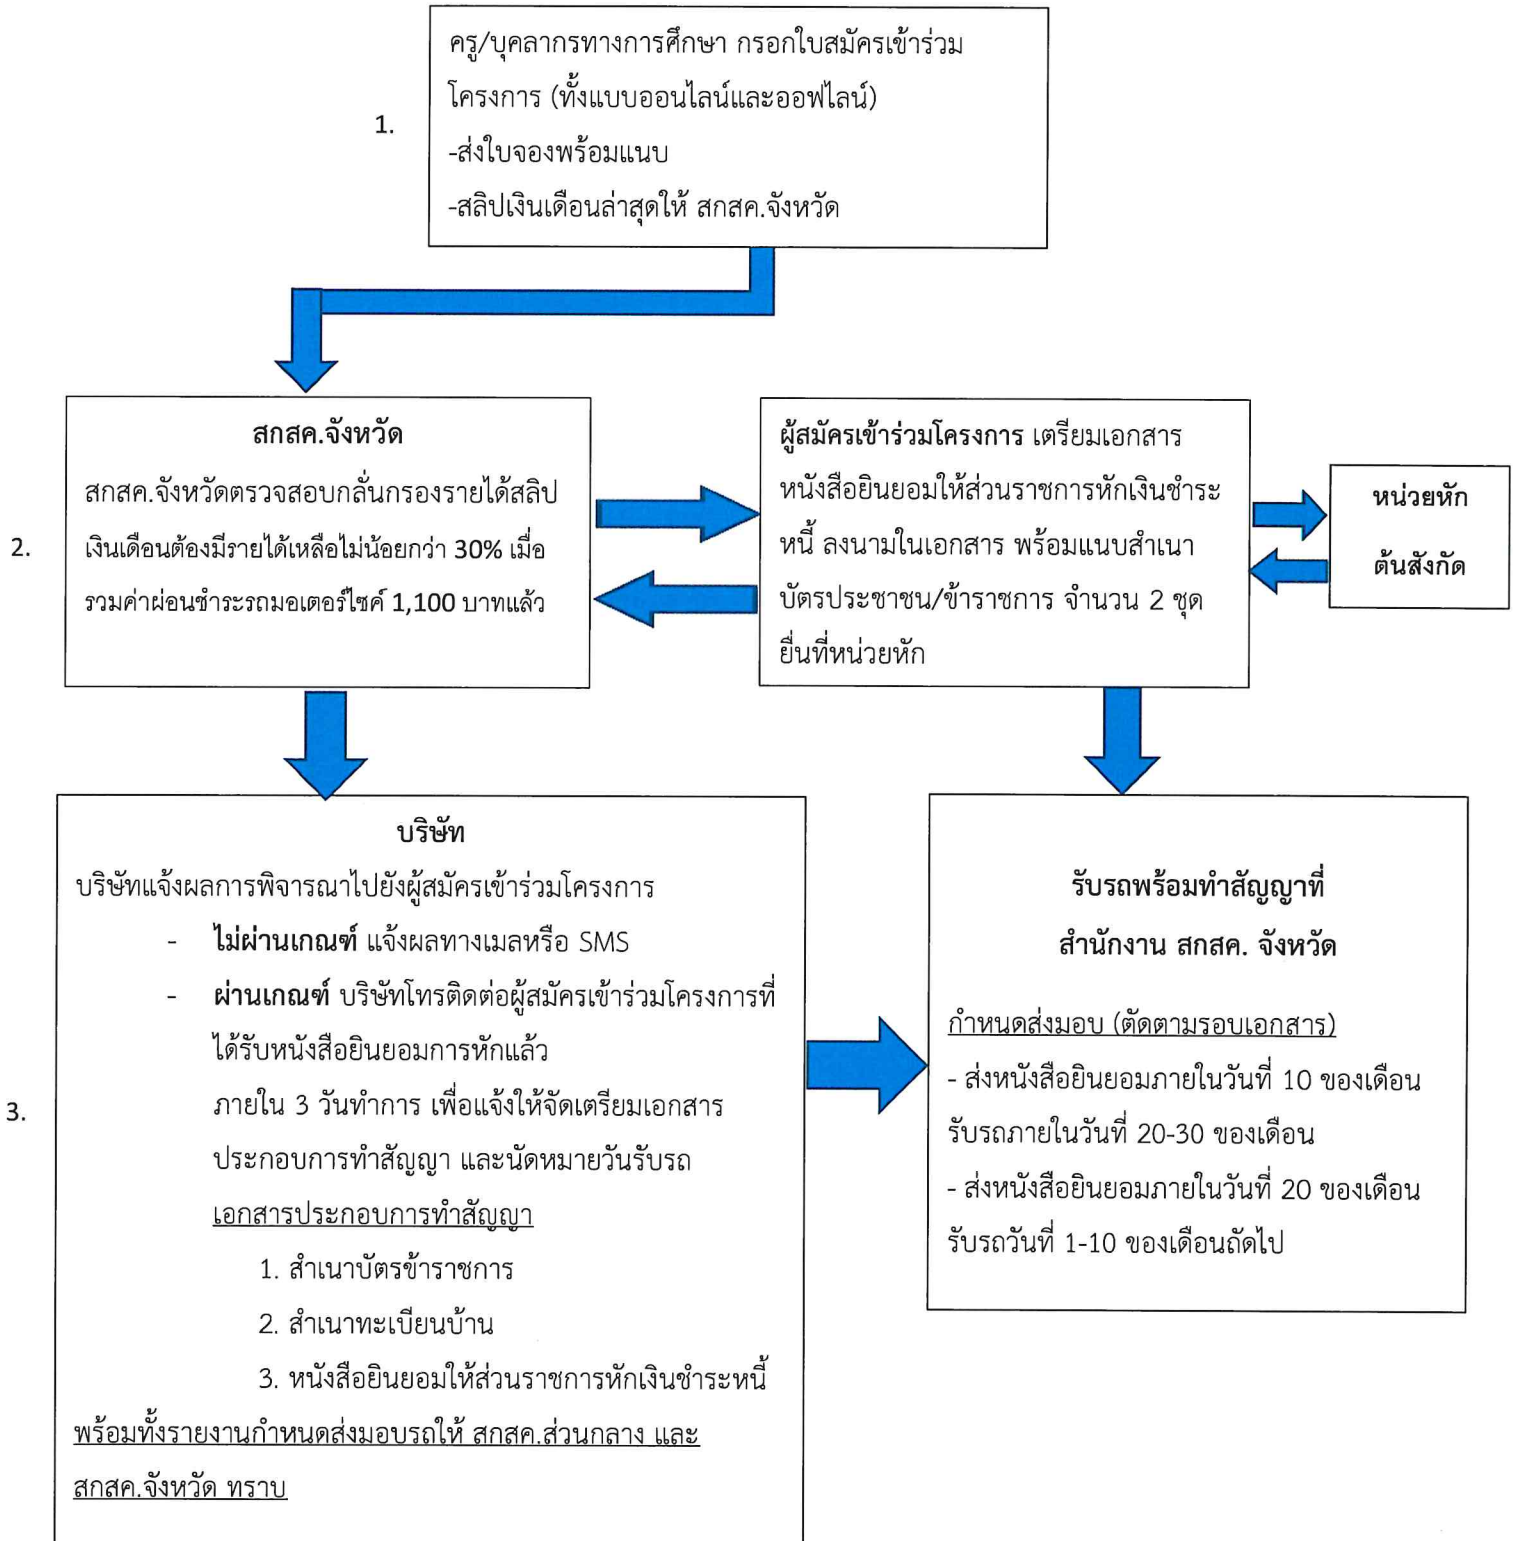 1.
ครู/บุคลากรทางการศึกษา กรอกใบสมัครเข้าร่วม
โครงการ (ทั้งแบบออนไลน์และออฟไลน์)
-ส่งใบจองพร้อมแนบ
-สลิปเงินเดือนล่าสุดให้ สกสค.จังหวัด
2.
สกสค.จังหวัด
สกสค.จังหวัดตรวจสอบกลั่นกรองรายได้สลิป
เงินเดือนต้องมีรายได้เหลือไม่น้อยกว่า 30% เมื่อ
รวมค่าผ่อนชำระรถมอเตอร์ไซค์ 1,100 บาทแล้ว
ผู้สมัครเข้าร่วมโครงการ เตรียมเอกสาร
หนังสือยินยอมให้ส่วนราชการหักเงินชำระ
หนี้ ลงนามในเอกสาร พร้อมแนบสำเนา
บัตรประชาชน/ข้าราชการ จำนวน 2 ชุด
ยื่นที่หน่วยหัก
หน่วยหัก
ต้นสังกัด
3.
บริษัท
บริษัทแจ้งผลการพิจารณาไปยังผู้สมัครเข้าร่วมโครงการ
- ไม่ผ่านเกณฑ์ แจ้งผลทางเมลหรือ SMS
- ผ่านเกณฑ์ บริษัทโทรติดต่อผู้สมัครเข้าร่วมโครงการที่
ได้รับหนังสือยินยอมการหักแล้ว
ภายใน 3 วันทำการ เพื่อแจ้งให้จัดเตรียมเอกสาร
ประกอบการทำสัญญา และนัดหมายวันรับรถ
เอกสารประกอบการทำสัญญา
1. สำเนาบัตรข้าราชการ
2. สำเนาทะเบียนบ้าน
3. หนังสือยินยอมให้ส่วนราชการหักเงินชำระหนี้
พร้อมทั้งรายงานกำหนดส่งมอบรถให้ สกสค.ส่วนกลาง และ
สกสค.จังหวัด ทราบ
รับรถพร้อมทำสัญญาที่
สำนักงาน สกสค. จังหวัด
กำหนดส่งมอบ (ตัดตามรอบเอกสาร)
- ส่งหนังสือยินยอมภายในวันที่ 10 ของเดือน
รับรถภายในวันที่ 20-30 ของเดือน
- ส่งหนังสือยินยอมภายในวันที่ 20 ของเดือน
รับรถวันที่ 1-10 ของเดือนถัดไป